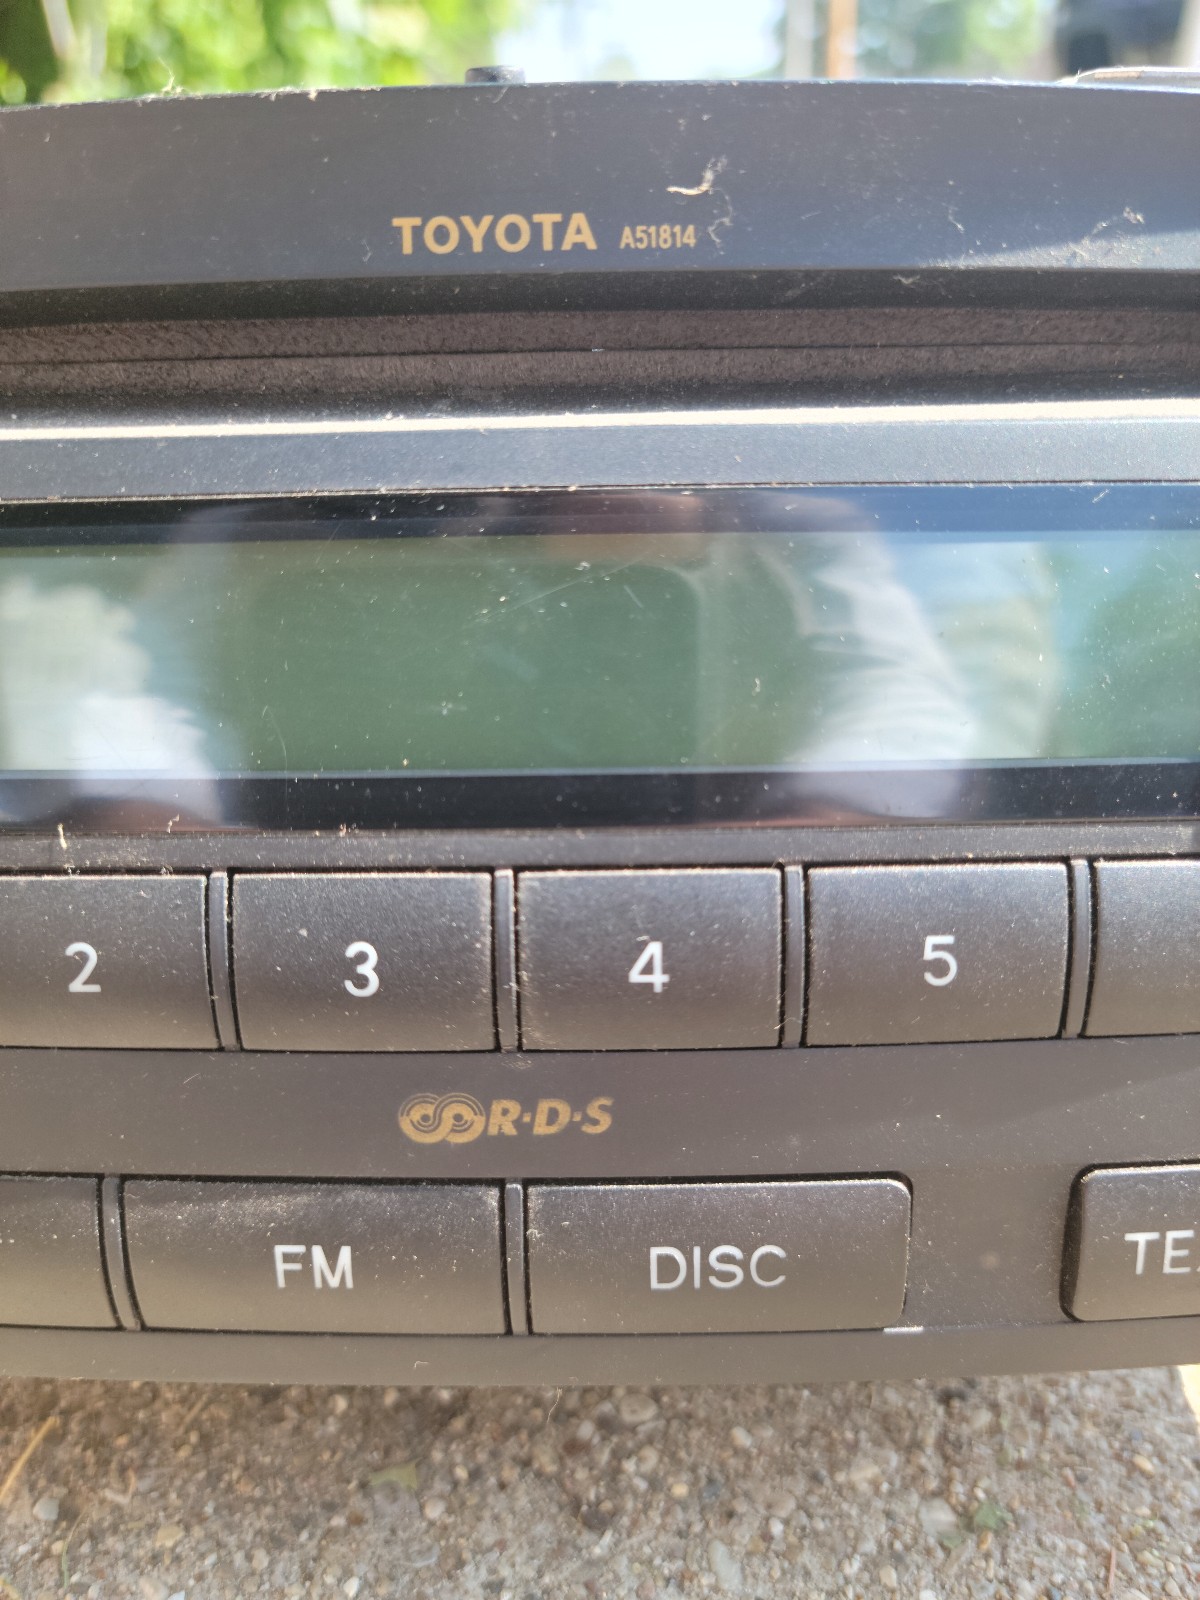 TOYOTA A51814
2 3 4 5
R·D·S
FM DISC